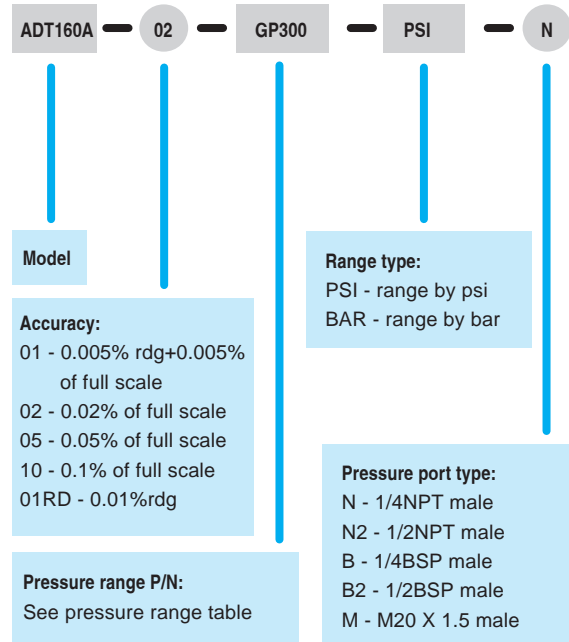 ADT160A — 02 — GP300 — PSI — N
Model
Accuracy:
01 - 0.005% rdg+0.005%
of full scale
02 - 0.02% of full scale
05 - 0.05% of full scale
10 - 0.1% of full scale
01RD - 0.01%rdg
Pressure range P/N:
See pressure range table
Range type:
PSI - range by psi
BAR - range by bar
Pressure port type:
N - 1/4NPT male
N2 - 1/2NPT male
B - 1/4BSP male
B2 - 1/2BSP male
M - M20 X 1.5 male